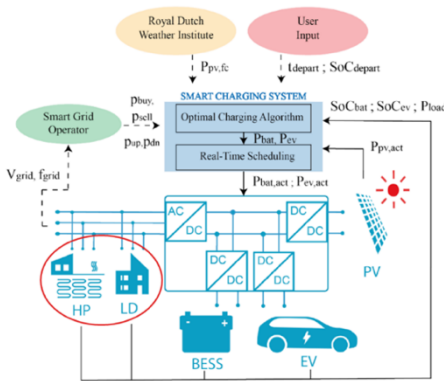 Royal Dutch
Weather Institute
User
Input
Ppv,fc
tdepart ; SoCdepart
Smart Grid
Operator
pbuy,
psell
pup,pdn
SMART CHARGING SYSTEM
Optimal Charging Algorithm
Pbat, Pev
Real-Time Scheduling
SoCbat ; SoCev ; Pload
Ppv,act
Vgrid, fgrid
Pbat,act ; Pev,act
AC
DC
DC
DC
DC
DC
DC
DC
HP
LD
PV
BESS
EV